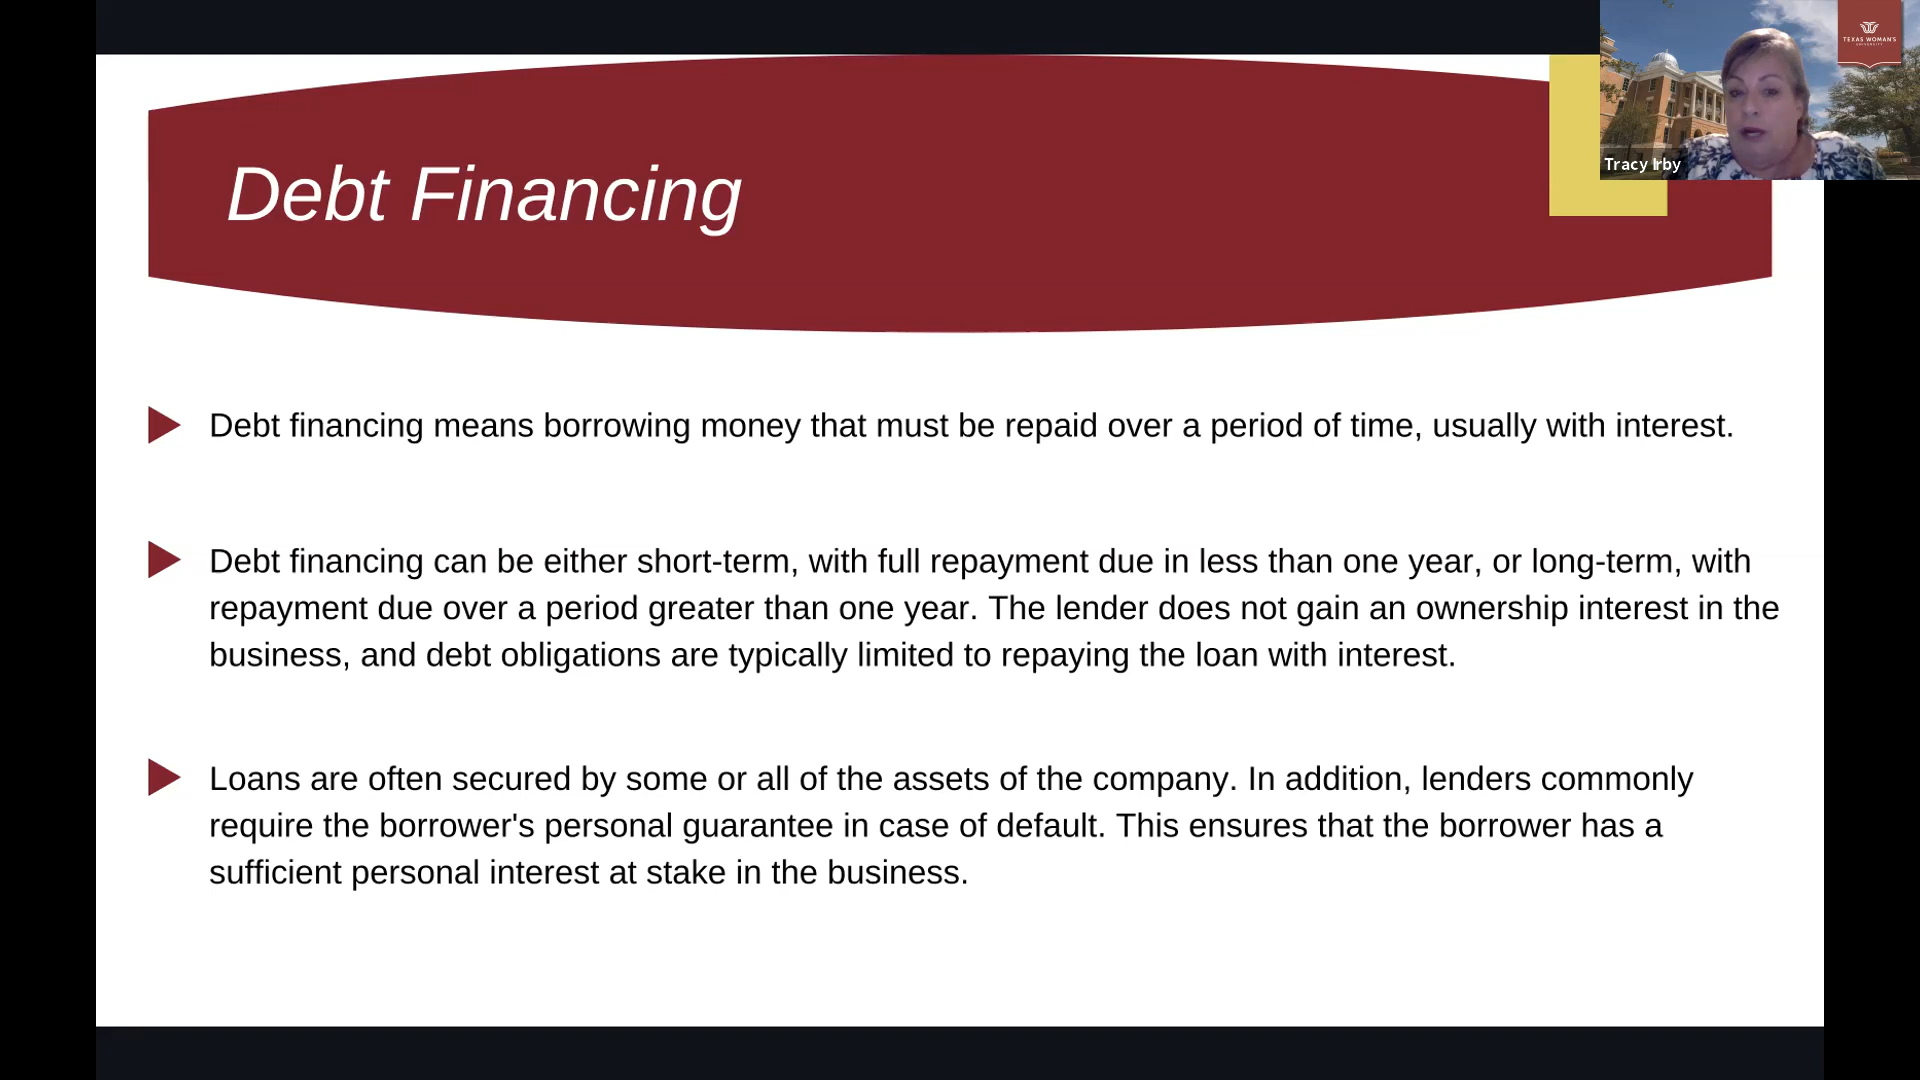 TEXAS WOMAN'S
UNIVERSITY
Tracy Irby
Debt Financing
Debt financing means borrowing money that must be repaid over a period of time, usually with interest.
Debt financing can be either short-term, with full repayment due in less than one year, or long-term, with
repayment due over a period greater than one year. The lender does not gain an ownership interest in the
business, and debt obligations are typically limited to repaying the loan with interest.
Loans are often secured by some or all of the assets of the company. In addition, lenders commonly
require the borrower's personal guarantee in case of default. This ensures that the borrower has a
sufficient personal interest at stake in the business.